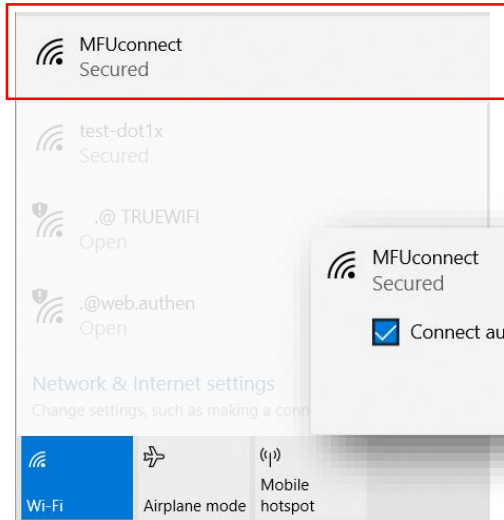 MFUconnect
Secured
test-dot1x
Secured
.@ TRUEWIFI
Open
.@web.authen
Open
MFUconnect
Secured
Connect au
Network & Internet settings
Change settings, such as making a conn
Wi-Fi
Airplane mode
Mobile
hotspot